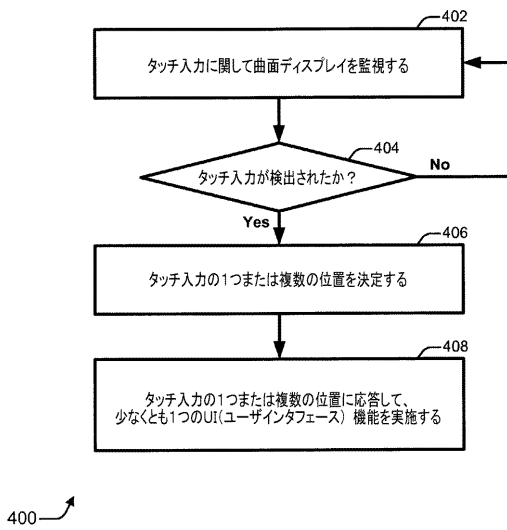 402
タッチ入力に関して曲面ディスプレイを監視する
404
タッチ入力が検出されたか？
No
Yes
406
タッチ入力の1つまたは複数の位置を決定する
408
タッチ入力の1つまたは複数の位置に応答して、
少なくとも1つのUI(ユーザインタフェース) 機能を実施する
400